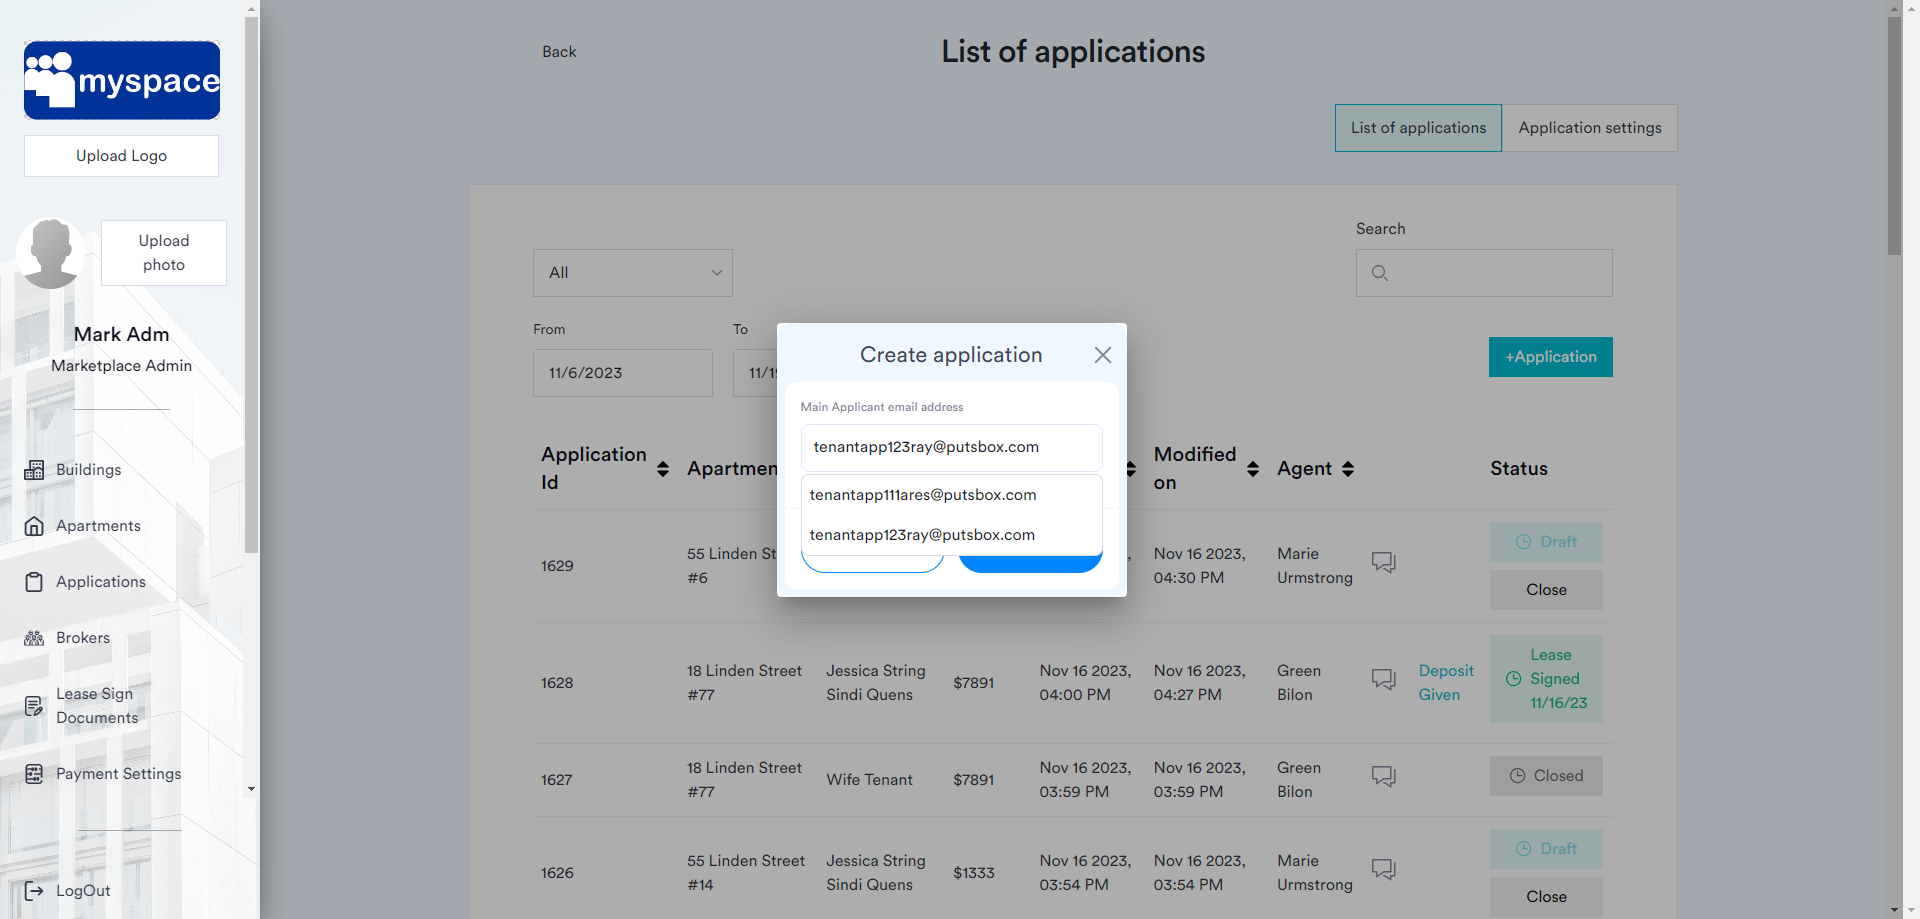 myspace
Upload Logo
Upload
photo
Mark Adm
Marketplace Admin
Buildings
Apartments
Applications
Brokers
Lease Sign
Documents
Payment Settings
LogOut
Back
List of applications
List of applications
Application settings
All
Search
From
To
11/6/2023
+Application
Create application
Main Applicant email address
tenantapp123ray@putsbox.com
tenantapp111ares@putsbox.com
tenantapp123ray@putsbox.com
Application
Id
Modified
on
Agent
Status
1629
55 Linden St
#6
Nov 16 2023,
04:30 PM
Marie
Urmstrong
Draft
Close
1628
18 Linden Street
#77
Jessica String
Sindi Quens
$7891
Nov 16 2023,
04:00 PM
Nov 16 2023,
04:27 PM
Green
Bilon
Deposit
Given
Lease
Signed
11/16/23
1627
18 Linden Street
#77
Wife Tenant
$7891
Nov 16 2023,
03:59 PM
Nov 16 2023,
03:59 PM
Green
Bilon
Closed
1626
55 Linden Street
#14
Jessica String
Sindi Quens
$1333
Nov 16 2023,
03:54 PM
Nov 16 2023,
03:54 PM
Marie
Urmstrong
Draft
Close